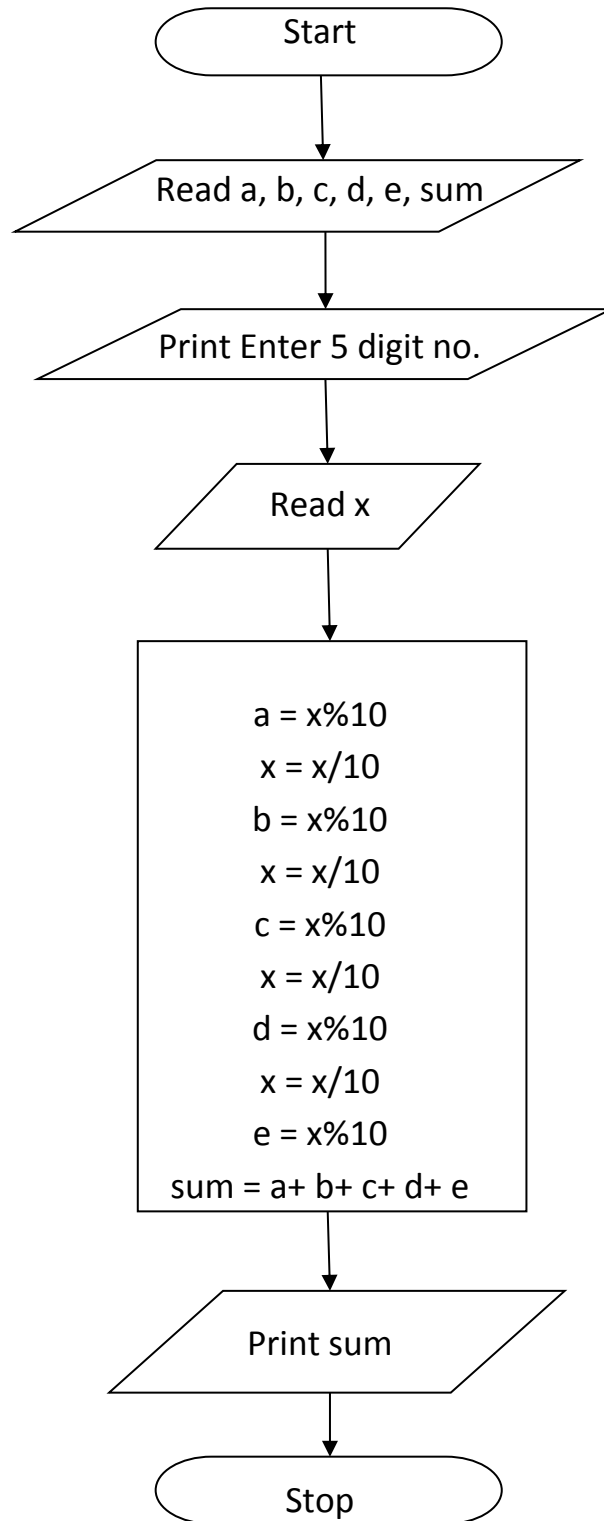 Start
Read a, b, c, d, e, sum
Print Enter 5 digit no.
Read x
a = x%10
x = x/10
b = x%10
x = x/10
c = x%10
x = x/10
d = x%10
x = x/10
e = x%10
sum = a+ b+ c+ d+ e
Print sum
Stop